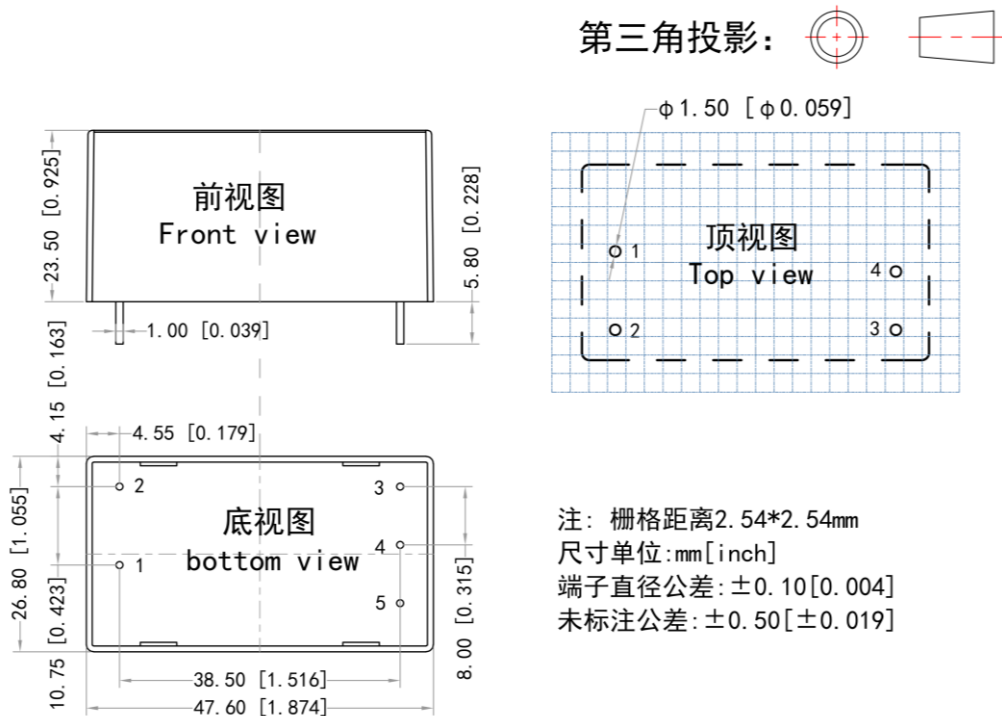 第三角投影:
φ1.50 [φ0.059]
23.50 [0.925]
前视图
Front view
5.80 [0.228]
1.00 [0.039]
顶视图
Top view
1
2
4
3
4.15 [0.163]
4.55 [0.179]
26.80 [1.055]
10.75 [0.423]
2
1
底视图
bottom view
3
4
5
8.00 [0.315]
38.50 [1.516]
47.60 [1.874]
注: 栅格距离2.54*2.54mm
尺寸单位:mm[inch]
端子直径公差:±0.10[0.004]
未标注公差:±0.50[±0.019]